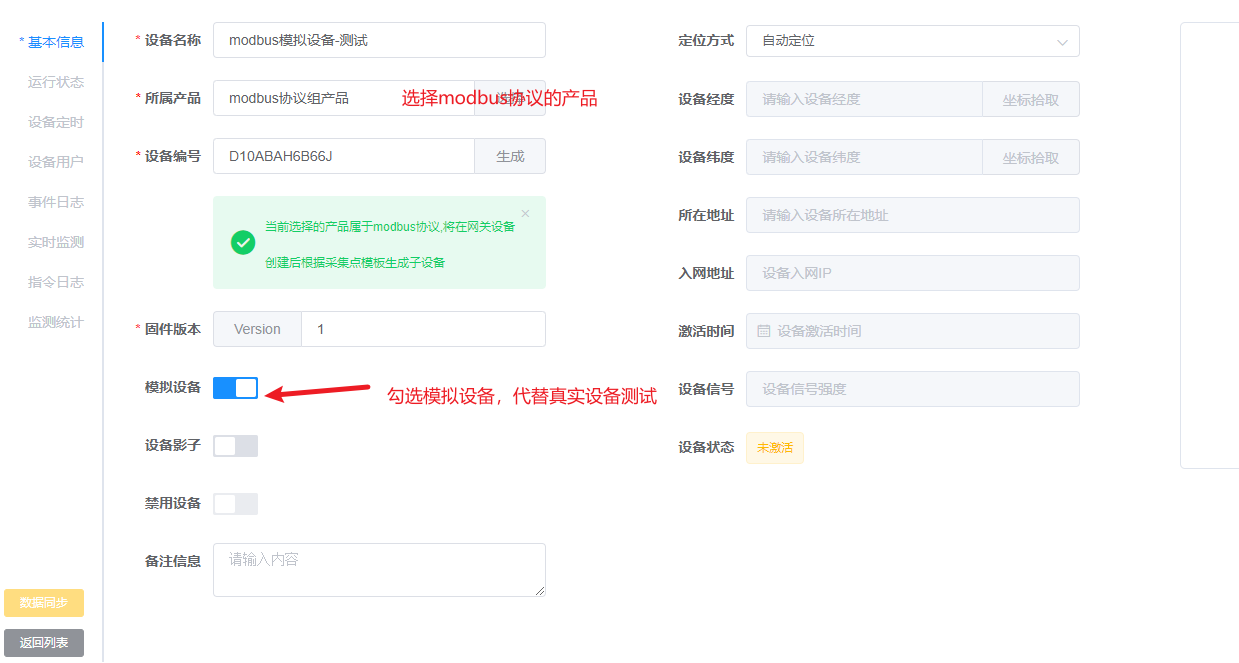 * 基本信息
运行状态
设备定时
设备用户
事件日志
实时监测
指令日志
监测统计
数据同步
返回列表
* 设备名称 modbus模拟设备-测试
* 所属产品 modbus协议组产品 选择modbus协议的产品
* 设备编号 D10ABAH6B66J 生成
当前选择的产品属于modbus协议,将在网关设备
创建后根据采集点模板生成子设备
* 固件版本 Version 1
模拟设备 勾选模拟设备，代替真实设备测试
设备影子
禁用设备
备注信息 请输入内容
定位方式 自动定位
设备经度 请输入设备经度 坐标拾取
设备纬度 请输入设备纬度 坐标拾取
所在地址 请输入设备所在地址
入网地址 设备入网IP
激活时间 设备激活时间
设备信号 设备信号强度
设备状态 未激活